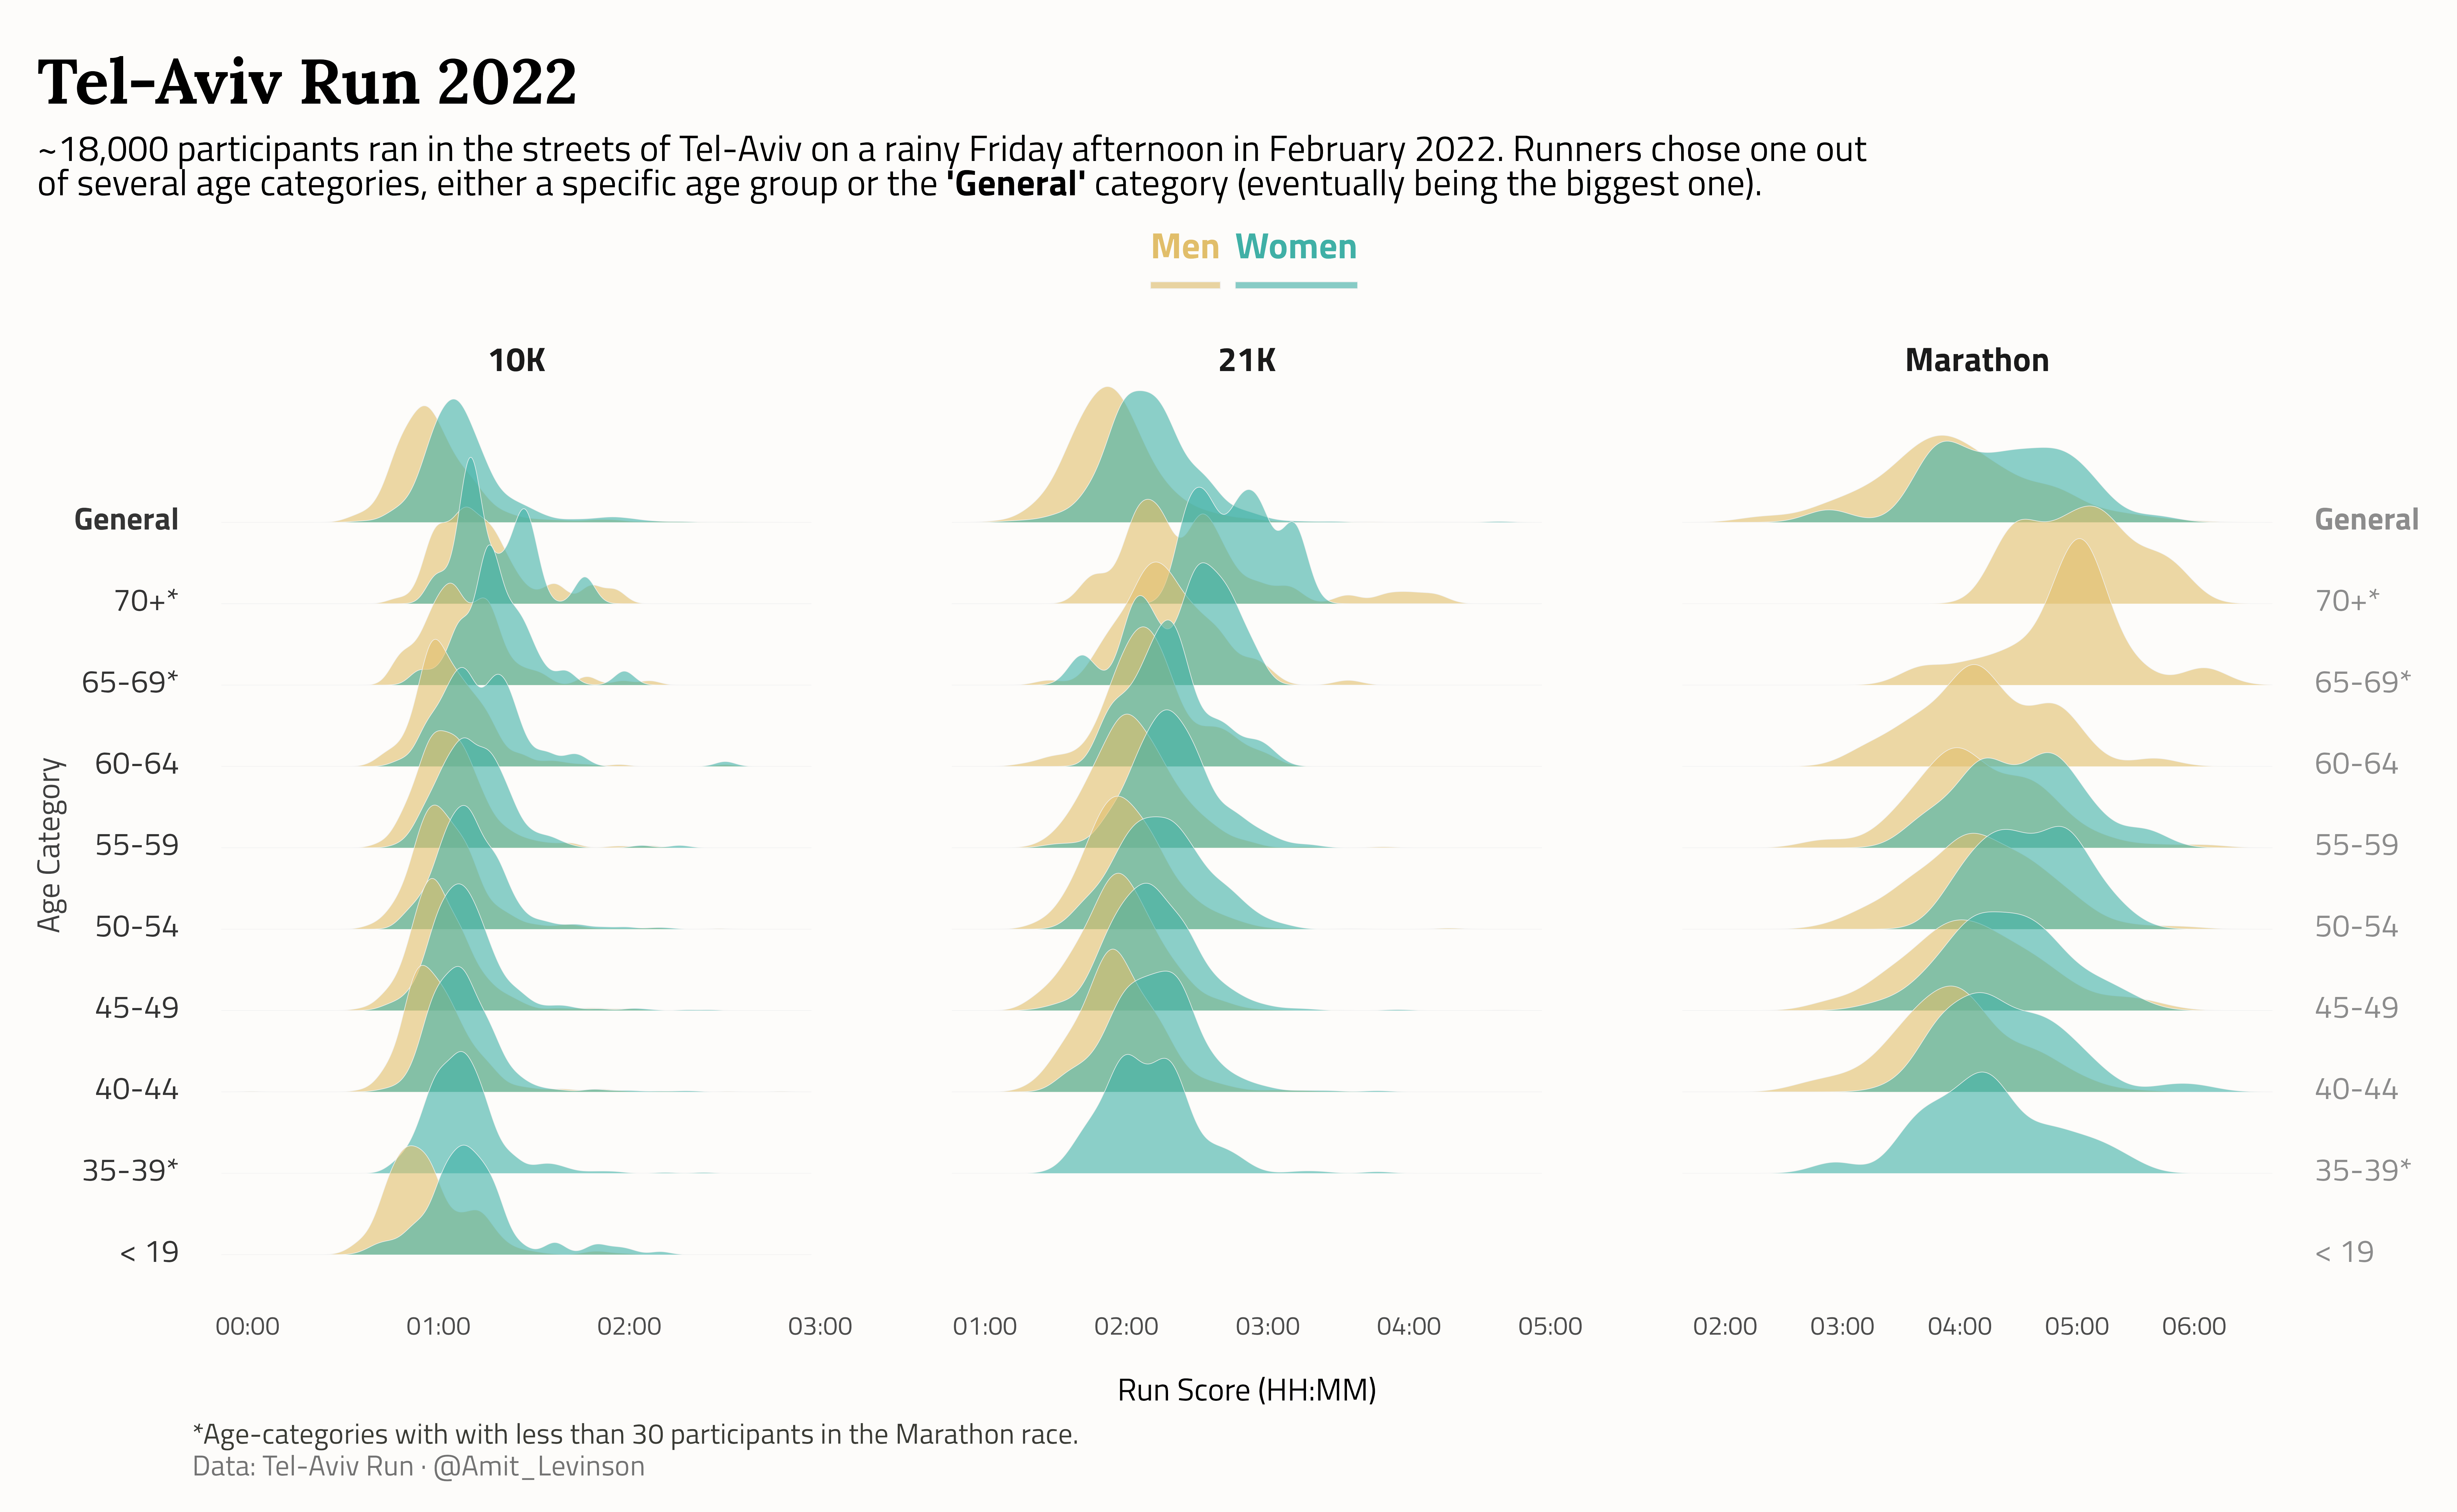 Tel-Aviv Run 2022
~18,000 participants ran in the streets of Tel-Aviv on a rainy Friday afternoon in February 2022. Runners chose one out
of several age categories, either a specific age group or the 'General' category (eventually being the biggest one).
Men Women
10K 21K Marathon
General General
70+* 70+*
65-69* 65-69*
60-64 60-64
55-59 55-59
50-54 50-54
45-49 45-49
40-44 40-44
35-39* 35-39*
< 19 < 19
Age Category
00:00 01:00 02:00 03:00 01:00 02:00 03:00 04:00 05:00 02:00 03:00 04:00 05:00 06:00
Run Score (HH:MM)
*Age-categories with with less than 30 participants in the Marathon race.
Data: Tel-Aviv Run · @Amit_Levinson